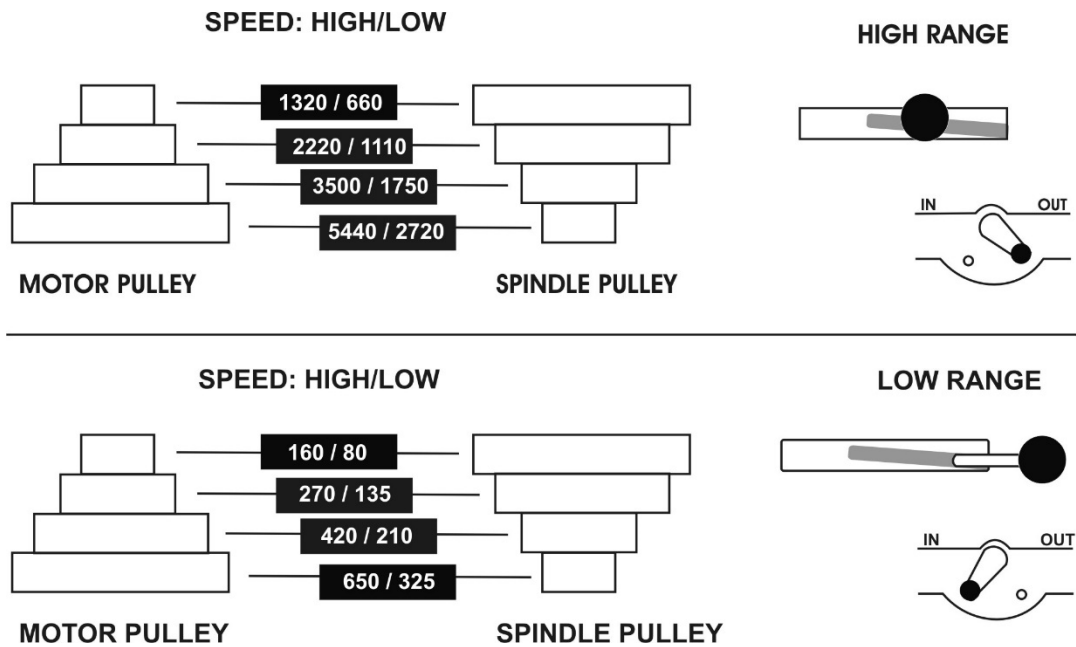 SPEED: HIGH/LOW
HIGH RANGE
1320 / 660
2220 / 1110
3500 / 1750
5440 / 2720
IN
OUT
MOTOR PULLEY
SPINDLE PULLEY
SPEED: HIGH/LOW
LOW RANGE
160 / 80
270 / 135
420 / 210
650 / 325
IN
OUT
MOTOR PULLEY
SPINDLE PULLEY